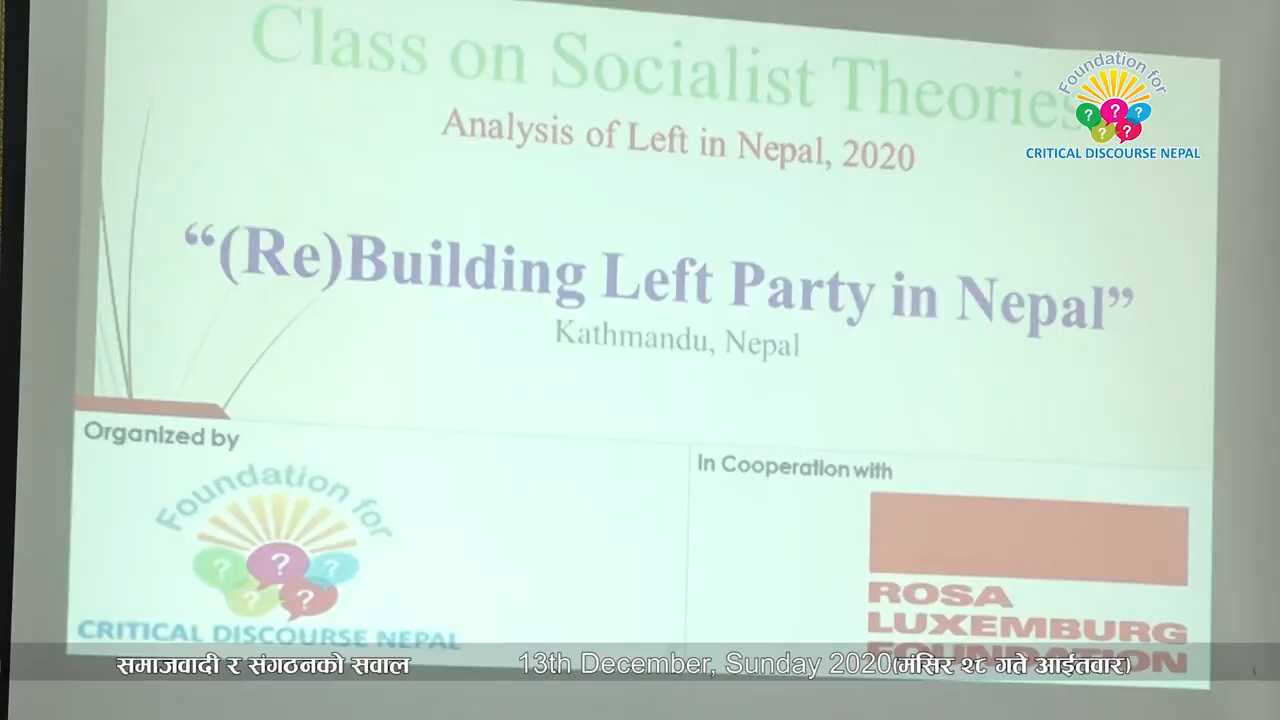 Class on Socialist Theories
Analysis of Left in Nepal, 2020
“(Re)Building Left Party in Nepal”
Kathmandu, Nepal
Foundation for
? ? ? ? ?
CRITICAL DISCOURSE NEPAL
Organized by
Foundation for
? ? ? ? ?
CRITICAL DISCOURSE NEPAL
In Cooperation with
ROSA
LUXEMBURG
FOUNDATION
समाजवादी र संगठनको सवाल 13th December, Sunday 2020(मंसिर २८ गते आईतवार)